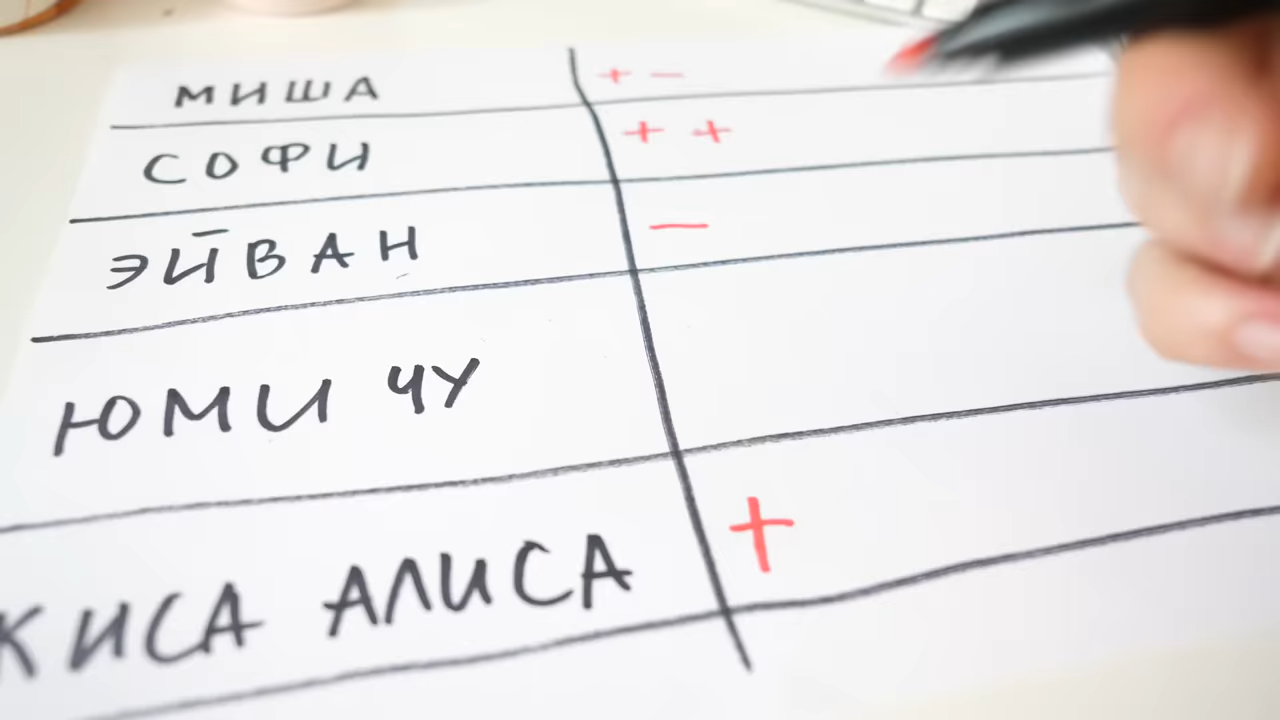 МИША + -
СОФИ + +
ЭЙВАН -
ЮМИ ЧУ
КИСА АЛИСА +